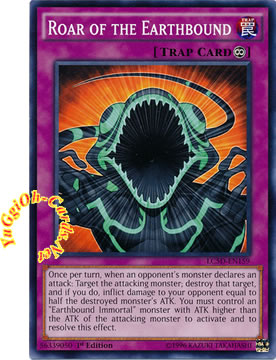 ROAR OF THE EARTHBOUND
TRAP
罠
[TRAP CARD ]
YuGiOh-Cards.Net
LC5D-EN159
Once per turn, when an opponent's monster declares
an attack: Target the attacking monster; destroy that target,
and if you do, inflict damage to your opponent equal to
half the destroyed monster's ATK. You must control an
"Earthbound Immortal" monster with ATK higher than
the ATK of the attacking monster to activate and to
resolve this effect.
56339050 1st Edition
©1996 KAZUKI TAKAHASHI